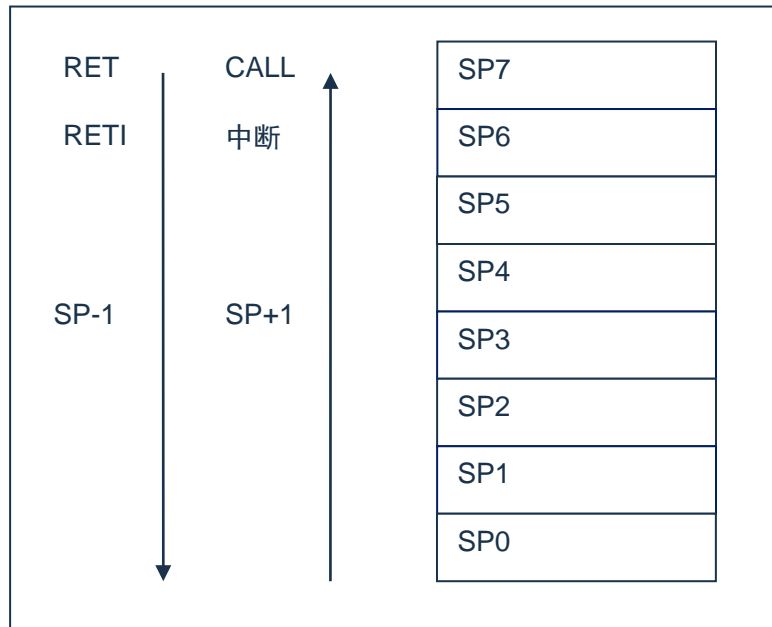 RET CALL SP7
RETI 中断 SP6
SP5
SP4
SP-1 SP+1
SP3
SP2
SP1
SP0